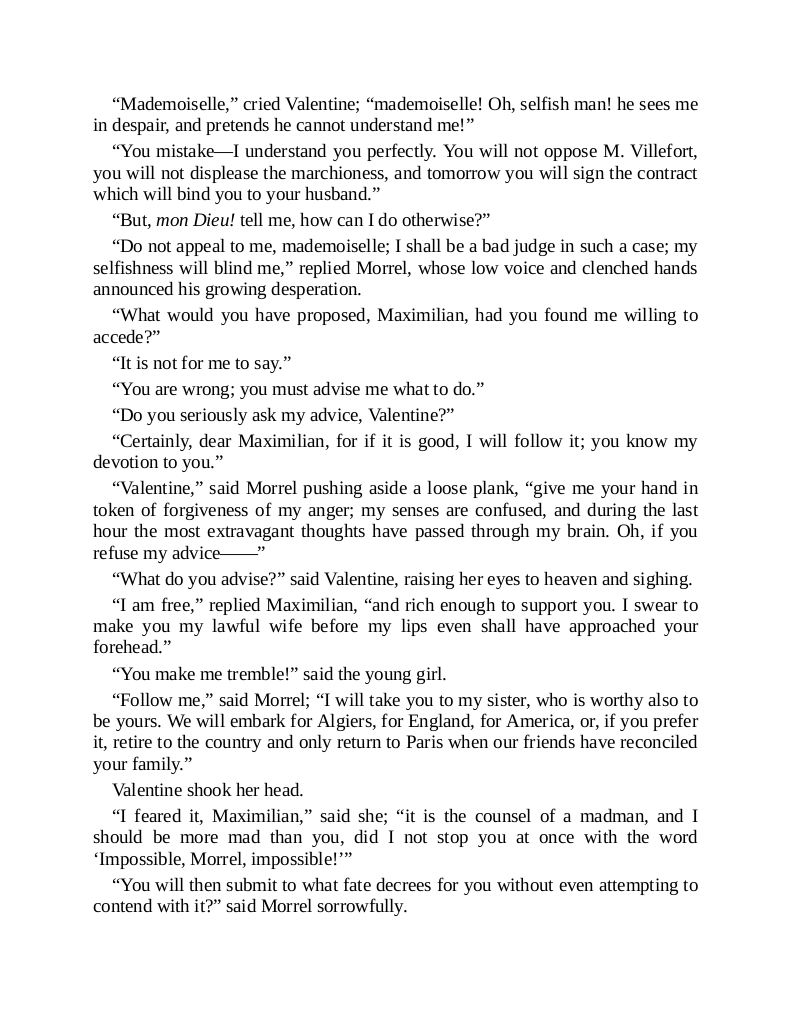 “Mademoiselle,” cried Valentine; “mademoiselle! Oh, selfish man! he sees me
in despair, and pretends he cannot understand me!”
“You mistake—I understand you perfectly. You will not oppose M. Villefort,
you will not displease the marchioness, and tomorrow you will sign the contract
which will bind you to your husband.”
“But, mon Dieu! tell me, how can I do otherwise?”
“Do not appeal to me, mademoiselle; I shall be a bad judge in such a case; my
selfishness will blind me,” replied Morrel, whose low voice and clenched hands
announced his growing desperation.
“What would you have proposed, Maximilian, had you found me willing to
accede?”
“It is not for me to say.”
“You are wrong; you must advise me what to do.”
“Do you seriously ask my advice, Valentine?”
“Certainly, dear Maximilian, for if it is good, I will follow it; you know my
devotion to you.”
“Valentine,” said Morrel pushing aside a loose plank, “give me your hand in
token of forgiveness of my anger; my senses are confused, and during the last
hour the most extravagant thoughts have passed through my brain. Oh, if you
refuse my advice——”
“What do you advise?” said Valentine, raising her eyes to heaven and sighing.
“I am free,” replied Maximilian, “and rich enough to support you. I swear to
make you my lawful wife before my lips even shall have approached your
forehead.”
“You make me tremble!” said the young girl.
“Follow me,” said Morrel; “I will take you to my sister, who is worthy also to
be yours. We will embark for Algiers, for England, for America, or, if you prefer
it, retire to the country and only return to Paris when our friends have reconciled
your family.”
Valentine shook her head.
“I feared it, Maximilian,” said she; “it is the counsel of a madman, and I
should be more mad than you, did I not stop you at once with the word
‘Impossible, Morrel, impossible!’”
“You will then submit to what fate decrees for you without even attempting to
contend with it?” said Morrel sorrowfully.